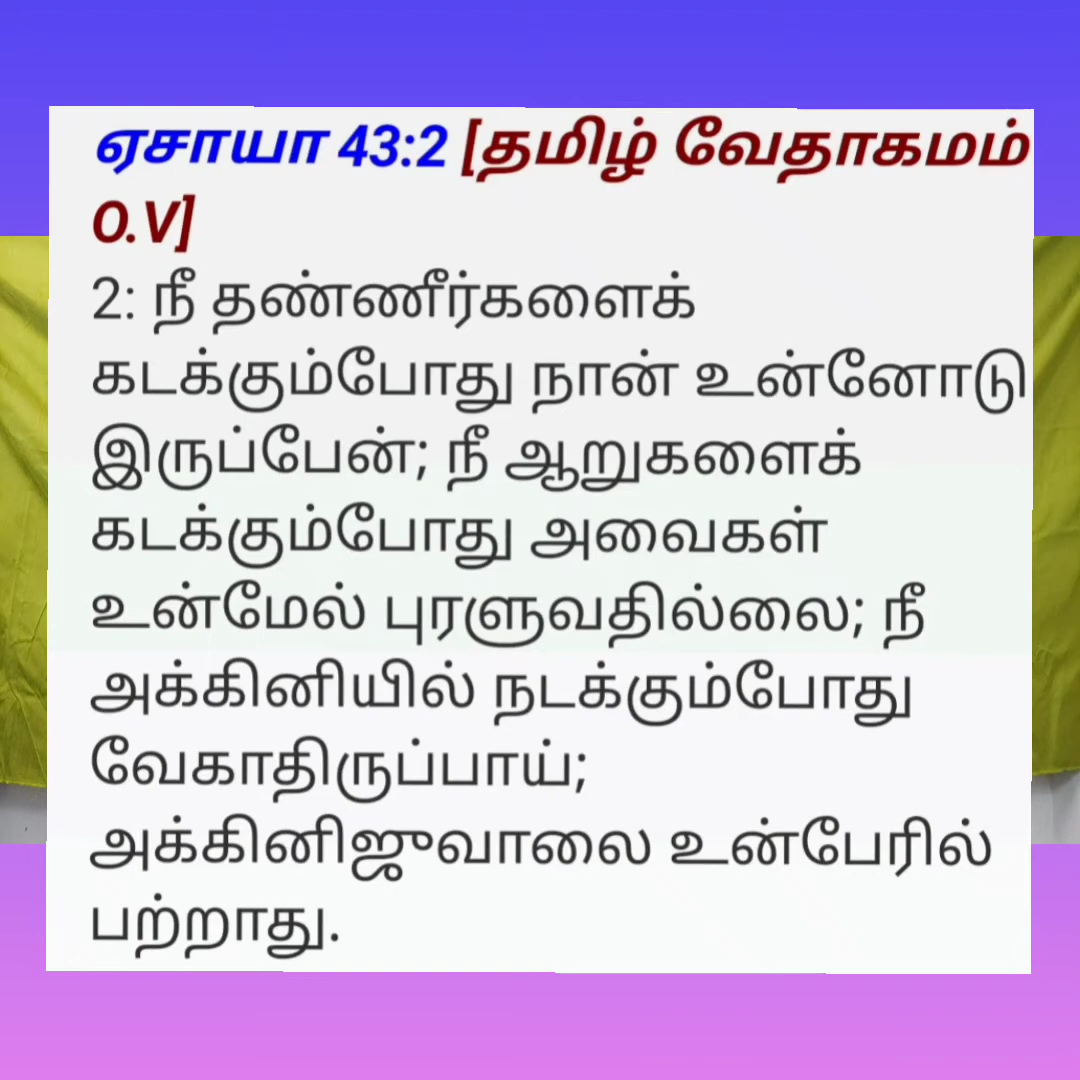 ஏசாயா 43:2 [தமிழ் வேதாகமம்
O.V]
2: நீ தண்ணீர்களைக்
கடக்கும்போது நான் உன்னோடு
இருப்பேன்; நீ ஆறுகளைக்
கடக்கும்போது அவைகள்
உன்மேல் புரளுவதில்லை; நீ
அக்கினியில் நடக்கும்போது
வேகாதிருப்பாய்;
அக்கினிஜுவாலை உன்பேரில்
பற்றாது.